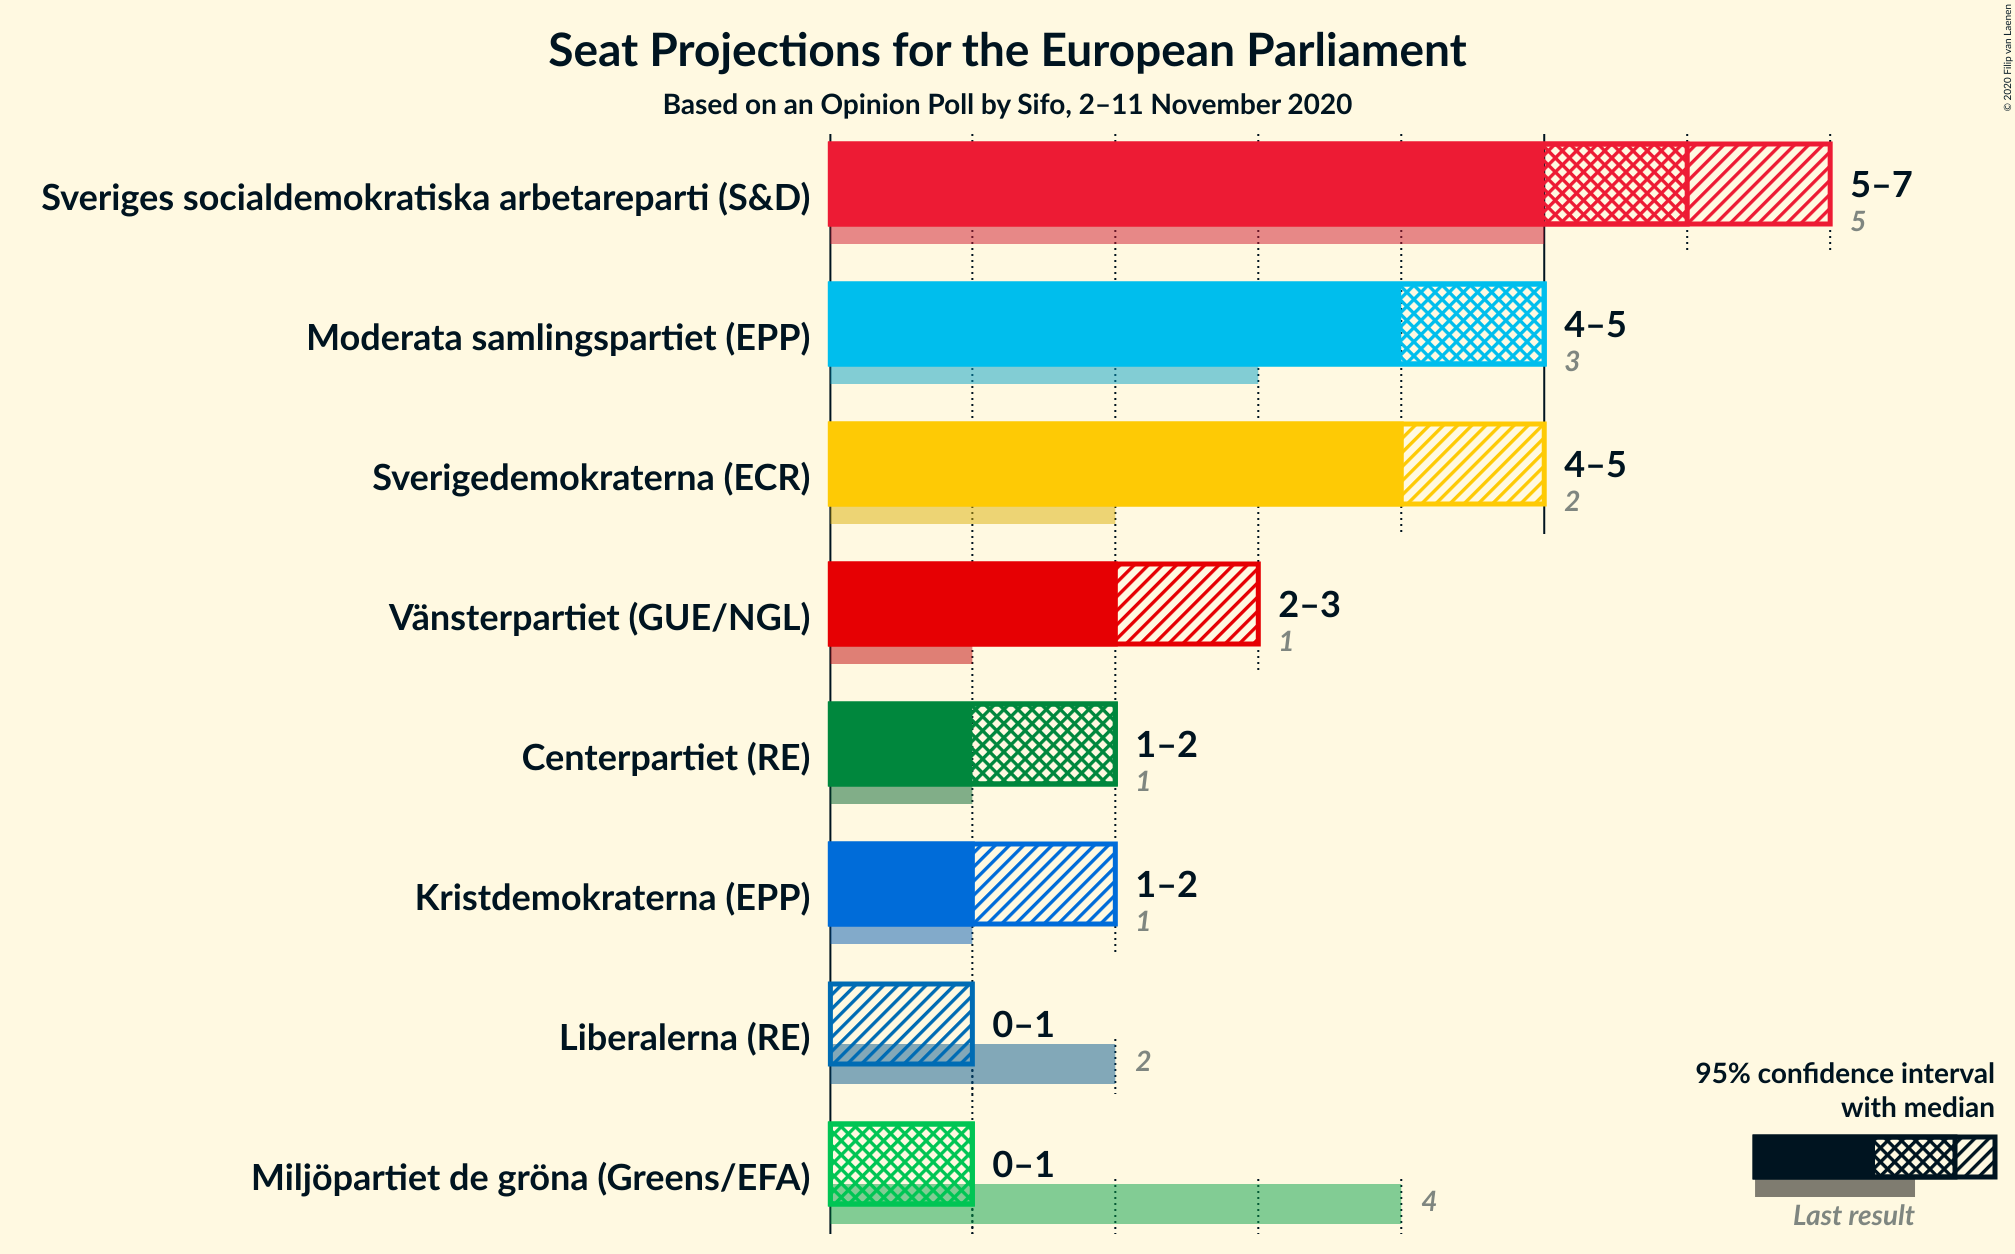 Seat Projections for the European Parliament
Based on an Opinion Poll by Sifo, 2–11 November 2020
© 2020 Filip van Laenen
Sveriges socialdemokratiska arbetareparti (S&D)
5–7
5
Moderata samlingspartiet (EPP)
4–5
3
Sverigedemokraterna (ECR)
4–5
2
Vänsterpartiet (GUE/NGL)
2–3
1
Centerpartiet (RE)
1–2
1
Kristdemokraterna (EPP)
1–2
1
Liberalerna (RE)
0–1
2
Miljöpartiet de gröna (Greens/EFA)
0–1
4
95% confidence interval
with median
Last result